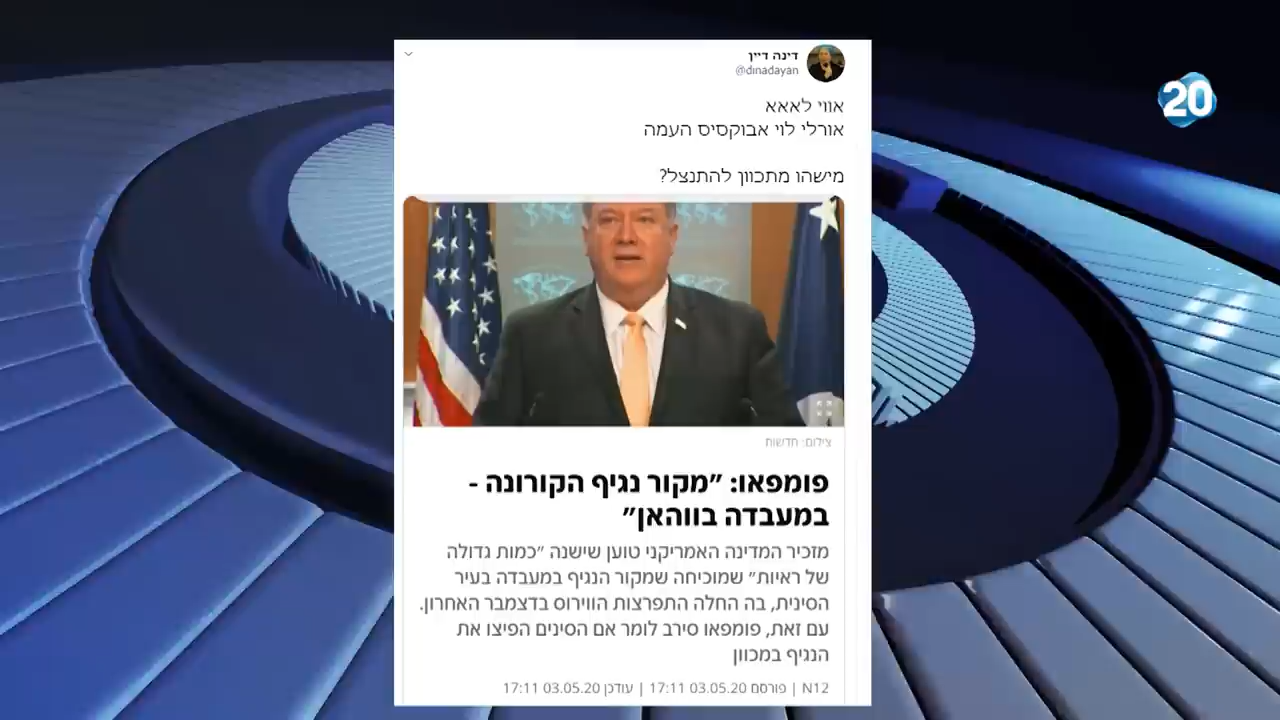 דינה דיין
@dinadayan
20
אווי לאאא
אורלי לוי אבוקסיס העמה
מישהו מתכוון להתנצל?
צילום: חדשות
פומפאו: "מקור נגיף הקורונה -
במעבדה בווהאן"
מזכיר המדינה האמריקני טוען שישנה "כמות גדולה
של ראיות" שמוכיחה שמקור הנגיף במעבדה בעיר
הסינית, בה החלה התפרצות הווירוס בדצמבר האחרון.
עם זאת, פומפאו סירב לומר אם הסינים הפיצו את
הנגיף במכוון
N12 | פורסם 03.05.20 17:11 | עודכן 03.05.20 17:11